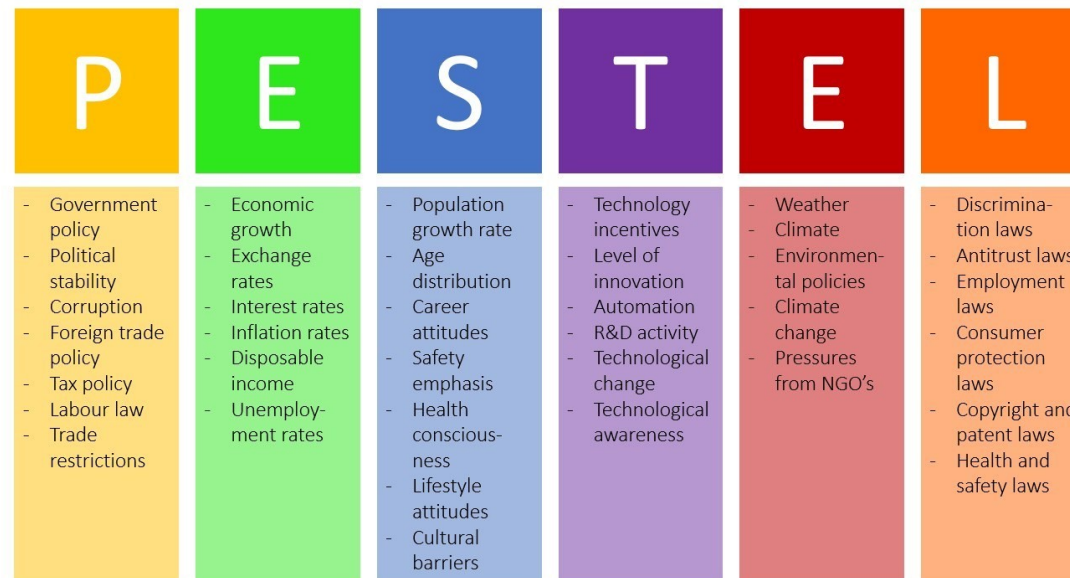 P
- Government
policy
- Political
stability
- Corruption
- Foreign trade
policy
- Tax policy
- Labour law
- Trade
restrictions
E
- Economic
growth
- Exchange
rates
- Interest rates
- Inflation rates
- Disposable
income
- Unemploy-
ment rates
S
- Population
growth rate
- Age
distribution
- Career
attitudes
- Safety
emphasis
- Health
conscious-
ness
- Lifestyle
attitudes
- Cultural
barriers
T
- Technology
incentives
- Level of
innovation
- Automation
- R&D activity
- Technological
change
- Technological
awareness
E
- Weather
- Climate
- Environmen-
tal policies
- Climate
change
- Pressures
from NGO's
L
- Discrimina-
tion laws
- Antitrust laws
- Employment
laws
- Consumer
protection
laws
- Copyright and
patent laws
- Health and
safety laws